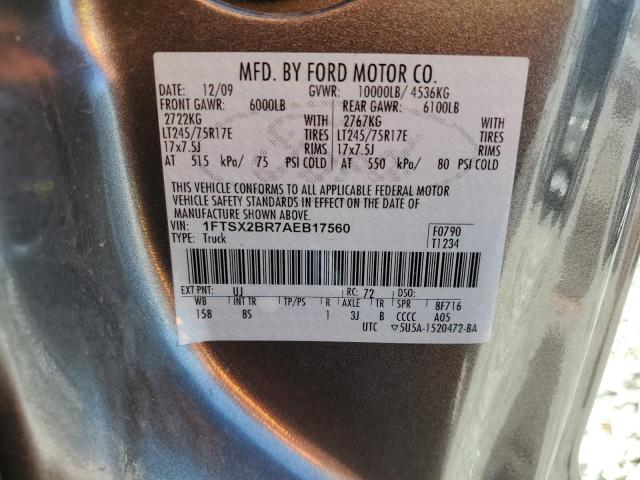 MFD. BY FORD MOTOR CO.
DATE: 12/09 GVWR: 10000LB/ 4536KG
FRONT GAWR: 6000LB REAR GAWR: 6100LB
2722KG WITH 2767KG WITH
LT245/75R17E TIRES LT245/75R17E TIRES
17x7.5J RIMS 17x7.5J RIMS
AT 51.5 kPa/ 75 PSI COLD AT 550 kPa/ 80 PSI COLD
THIS VEHICLE CONFORMS TO ALL APPLICABLE FEDERAL MOTOR
VEHICLE SAFETY STANDARDS IN EFFECT ON THE DATE OF
MANUFACTURE SHOWN ABOVE.
VIN: 1FTSX2BR7AEB17560 F0790
TYPE: Truck T1234
EXT PNT: UJ RC: 72 DSO:
WB INT TR TP/PS R AXLE TR SPR 8F716
158 8S 1 3J B CCCC A05
UTC ▽5U5A-1520472-BA